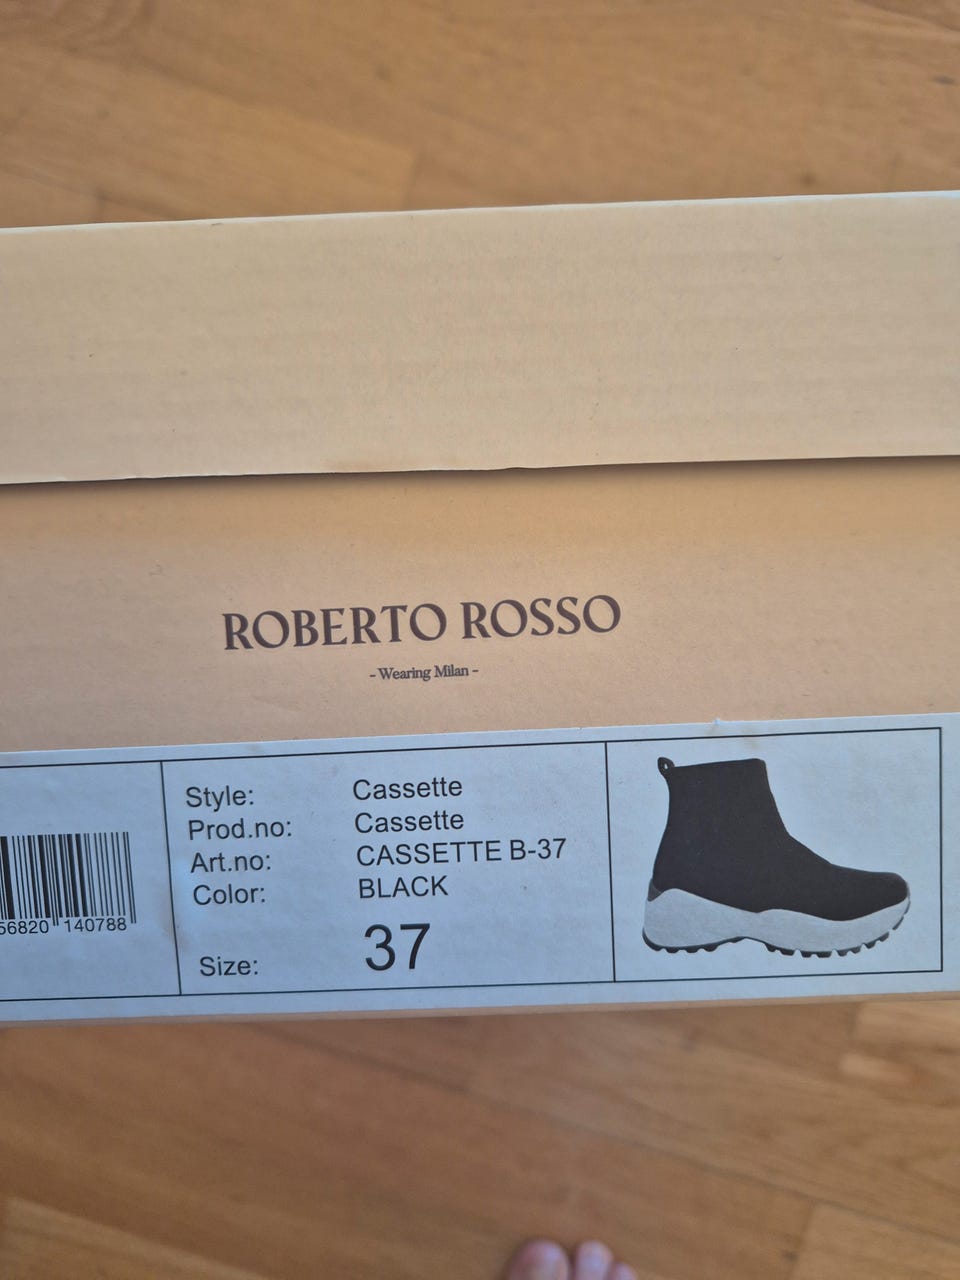 ROBERTO ROSSO
- Wearing Milan -
Style: Cassette
Prod.no: Cassette
Art.no: CASSETTE B-37
Color: BLACK
Size: 37
56820 140788